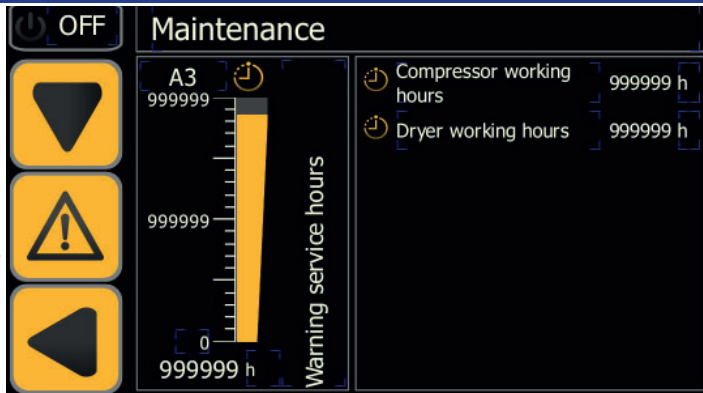 OFF
Maintenance
A3
999999
999999
0
999999 h
Warning service hours
Compressor working
hours
999999 h
Dryer working hours
999999 h